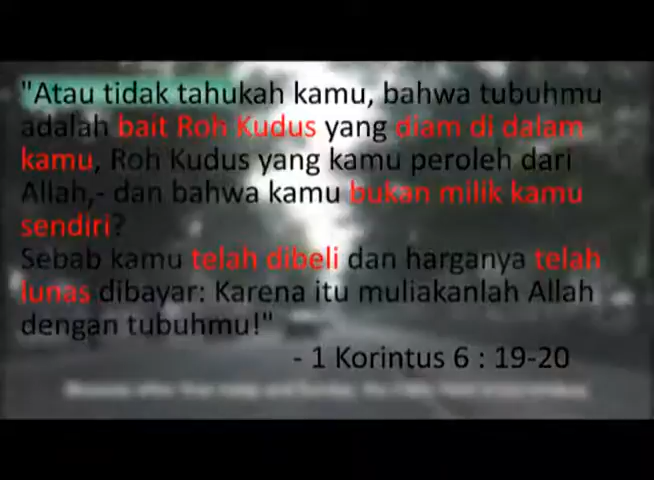 "Atau tidak tahukah kamu, bahwa tubuhmu
adalah bait Roh Kudus yang diam di dalam
kamu, Roh Kudus yang kamu peroleh dari
Allah,- dan bahwa kamu bukan milik kamu
sendiri?
Sebab kamu telah dibeli dan harganya telah
lunas dibayar: Karena itu muliakanlah Allah
dengan tubuhmu!"
- 1 Korintus 6 : 19-20